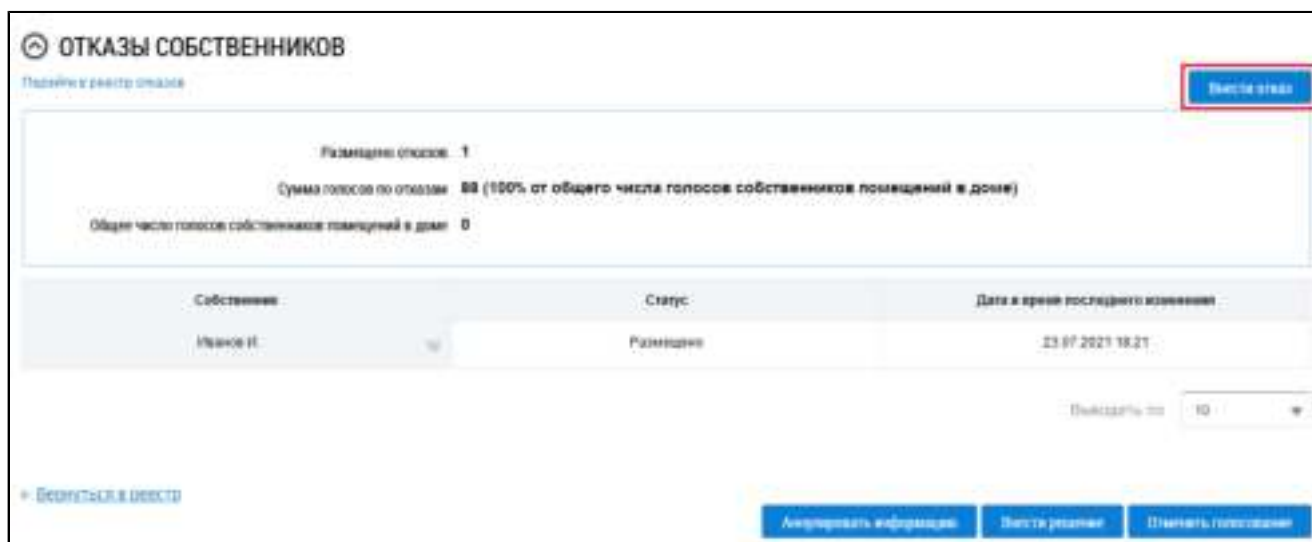 ОТКАЗЫ СОБСТВЕННИКОВ
Перейти в реестр отказов
Внести отказ
Размещено отказов 1
Сумма голосов по отказам 88 (100% от общего числа голосов собственников помещений в доме)
Общее число голосов собственников помещений в доме 0
Собственник Статус Дата и время последнего изменения
Иванов И. Размещено 23.07.2021 18:21
Выводить по 10
Вернуться в реестр
Аннулировать информацию Внести решение Отменить голосование